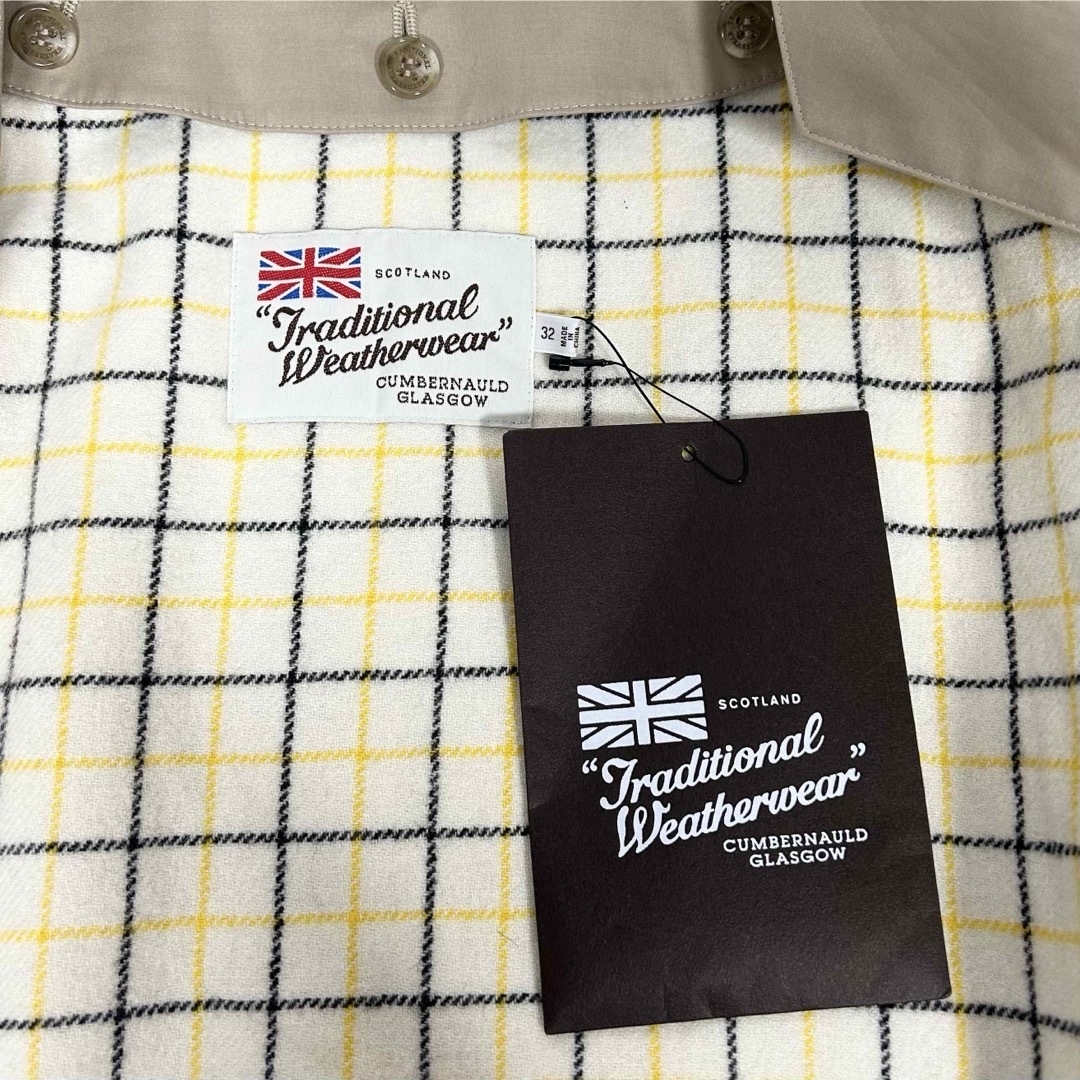 SCOTLAND
"Traditional
Weatherwear"
CUMBERNAULD
GLASGOW
32
MADE
IN
CHINA
SCOTLAND
"Traditional
Weatherwear"
CUMBERNAULD
GLASGOW